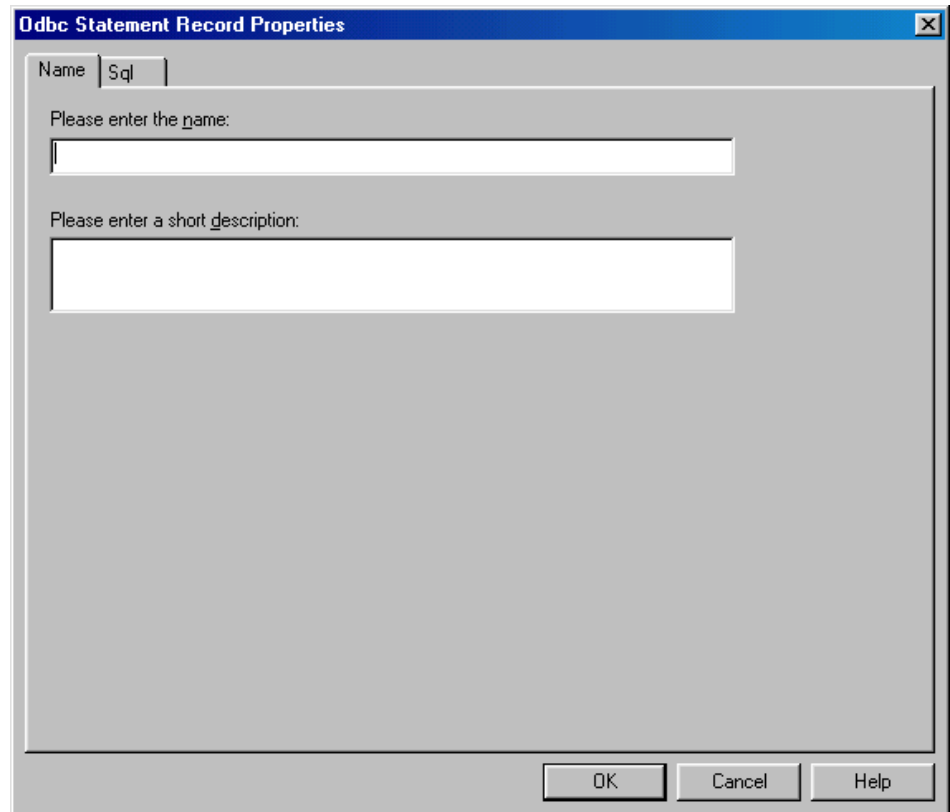 Odbc Statement Record Properties
Name Sql
Please enter the name:
Please enter a short description:
OK Cancel Help